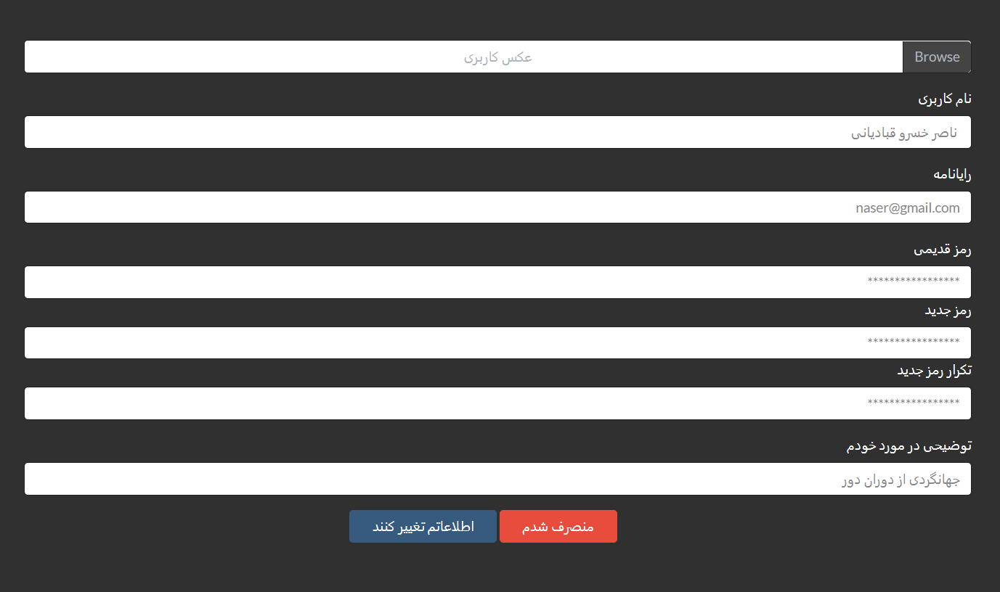 Browse عکس کاربری
نام کاربری
ناصر خسرو قبادیانی
رایانامه
naser@gmail.com
رمز قدیمی
*****************
رمز جدید
*****************
تکرار رمز جدید
*****************
توضیحی در مورد خودم
جهانگردی از دوران دور
منصرف شدم اطلاعاتم تغییر کنند